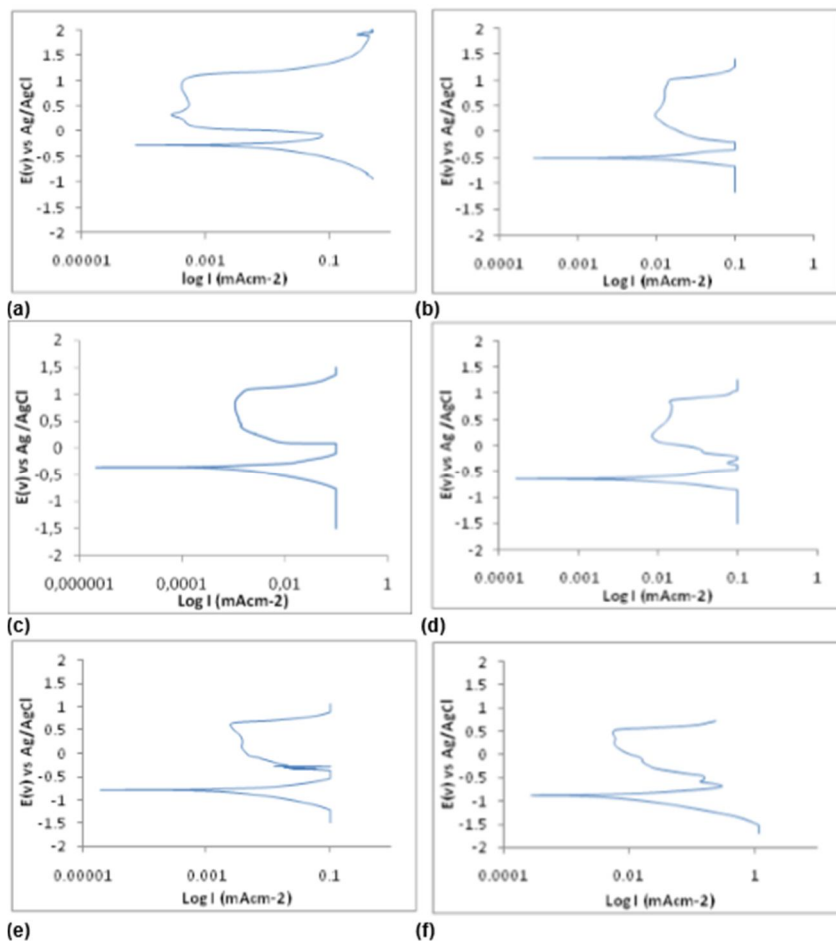 2
1.5
1
0.5
0
-0.5
-1
-1.5
-2
E(v) vs Ag/AgCl
0.00001 0.001 0.1
log I (mAcm-2)
(a)
2
1.5
1
0.5
0
-0.5
-1
-1.5
-2
E(v) vs Ag/AgCl
0.0001 0.001 0.01 0.1 1
Log I (mAcm-2)
(b)
2
1,5
1
0,5
0
-0,5
-1
-1,5
-2
E(v) vs Ag /AgCl
0,000001 0,0001 0,01 1
Log I (mAcm-2)
(c)
2
1.5
1
0.5
0
-0.5
-1
-1.5
-2
E(v) vs Ag/AgCl
0.0001 0.001 0.01 0.1 1
Log I (mAcm-2)
(d)
2
1.5
1
0.5
0
-0.5
-1
-1.5
-2
E(v) vs Ag/AgCl
0.00001 0.001 0.1
Log I (mAcm-2)
(e)
2
1.5
1
0.5
0
-0.5
-1
-1.5
-2
E(v) vs Ag/AgCl
0.0001 0.01 1
Log I (mAcm-2)
(f)